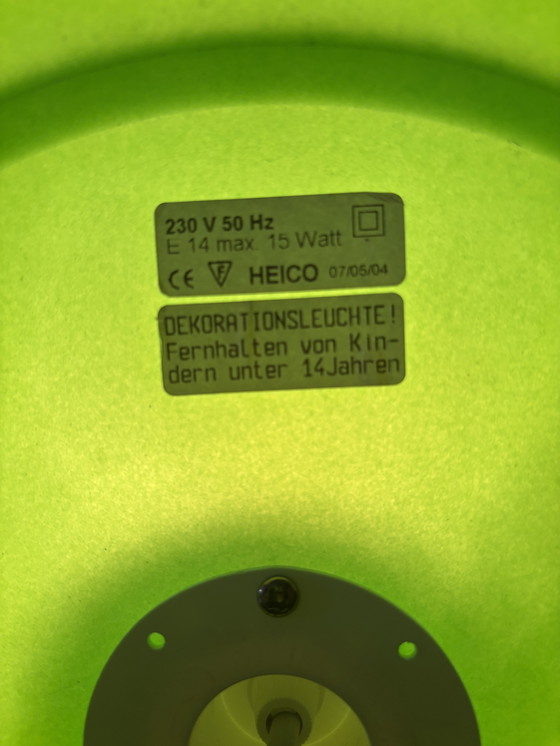 230 V 50 Hz
E 14 max. 15 Watt
CE F HEICO 07/05/04
DEKORATIONSLEUCHTE!
Fernhalten von Kin-
dern unter 14Jahren